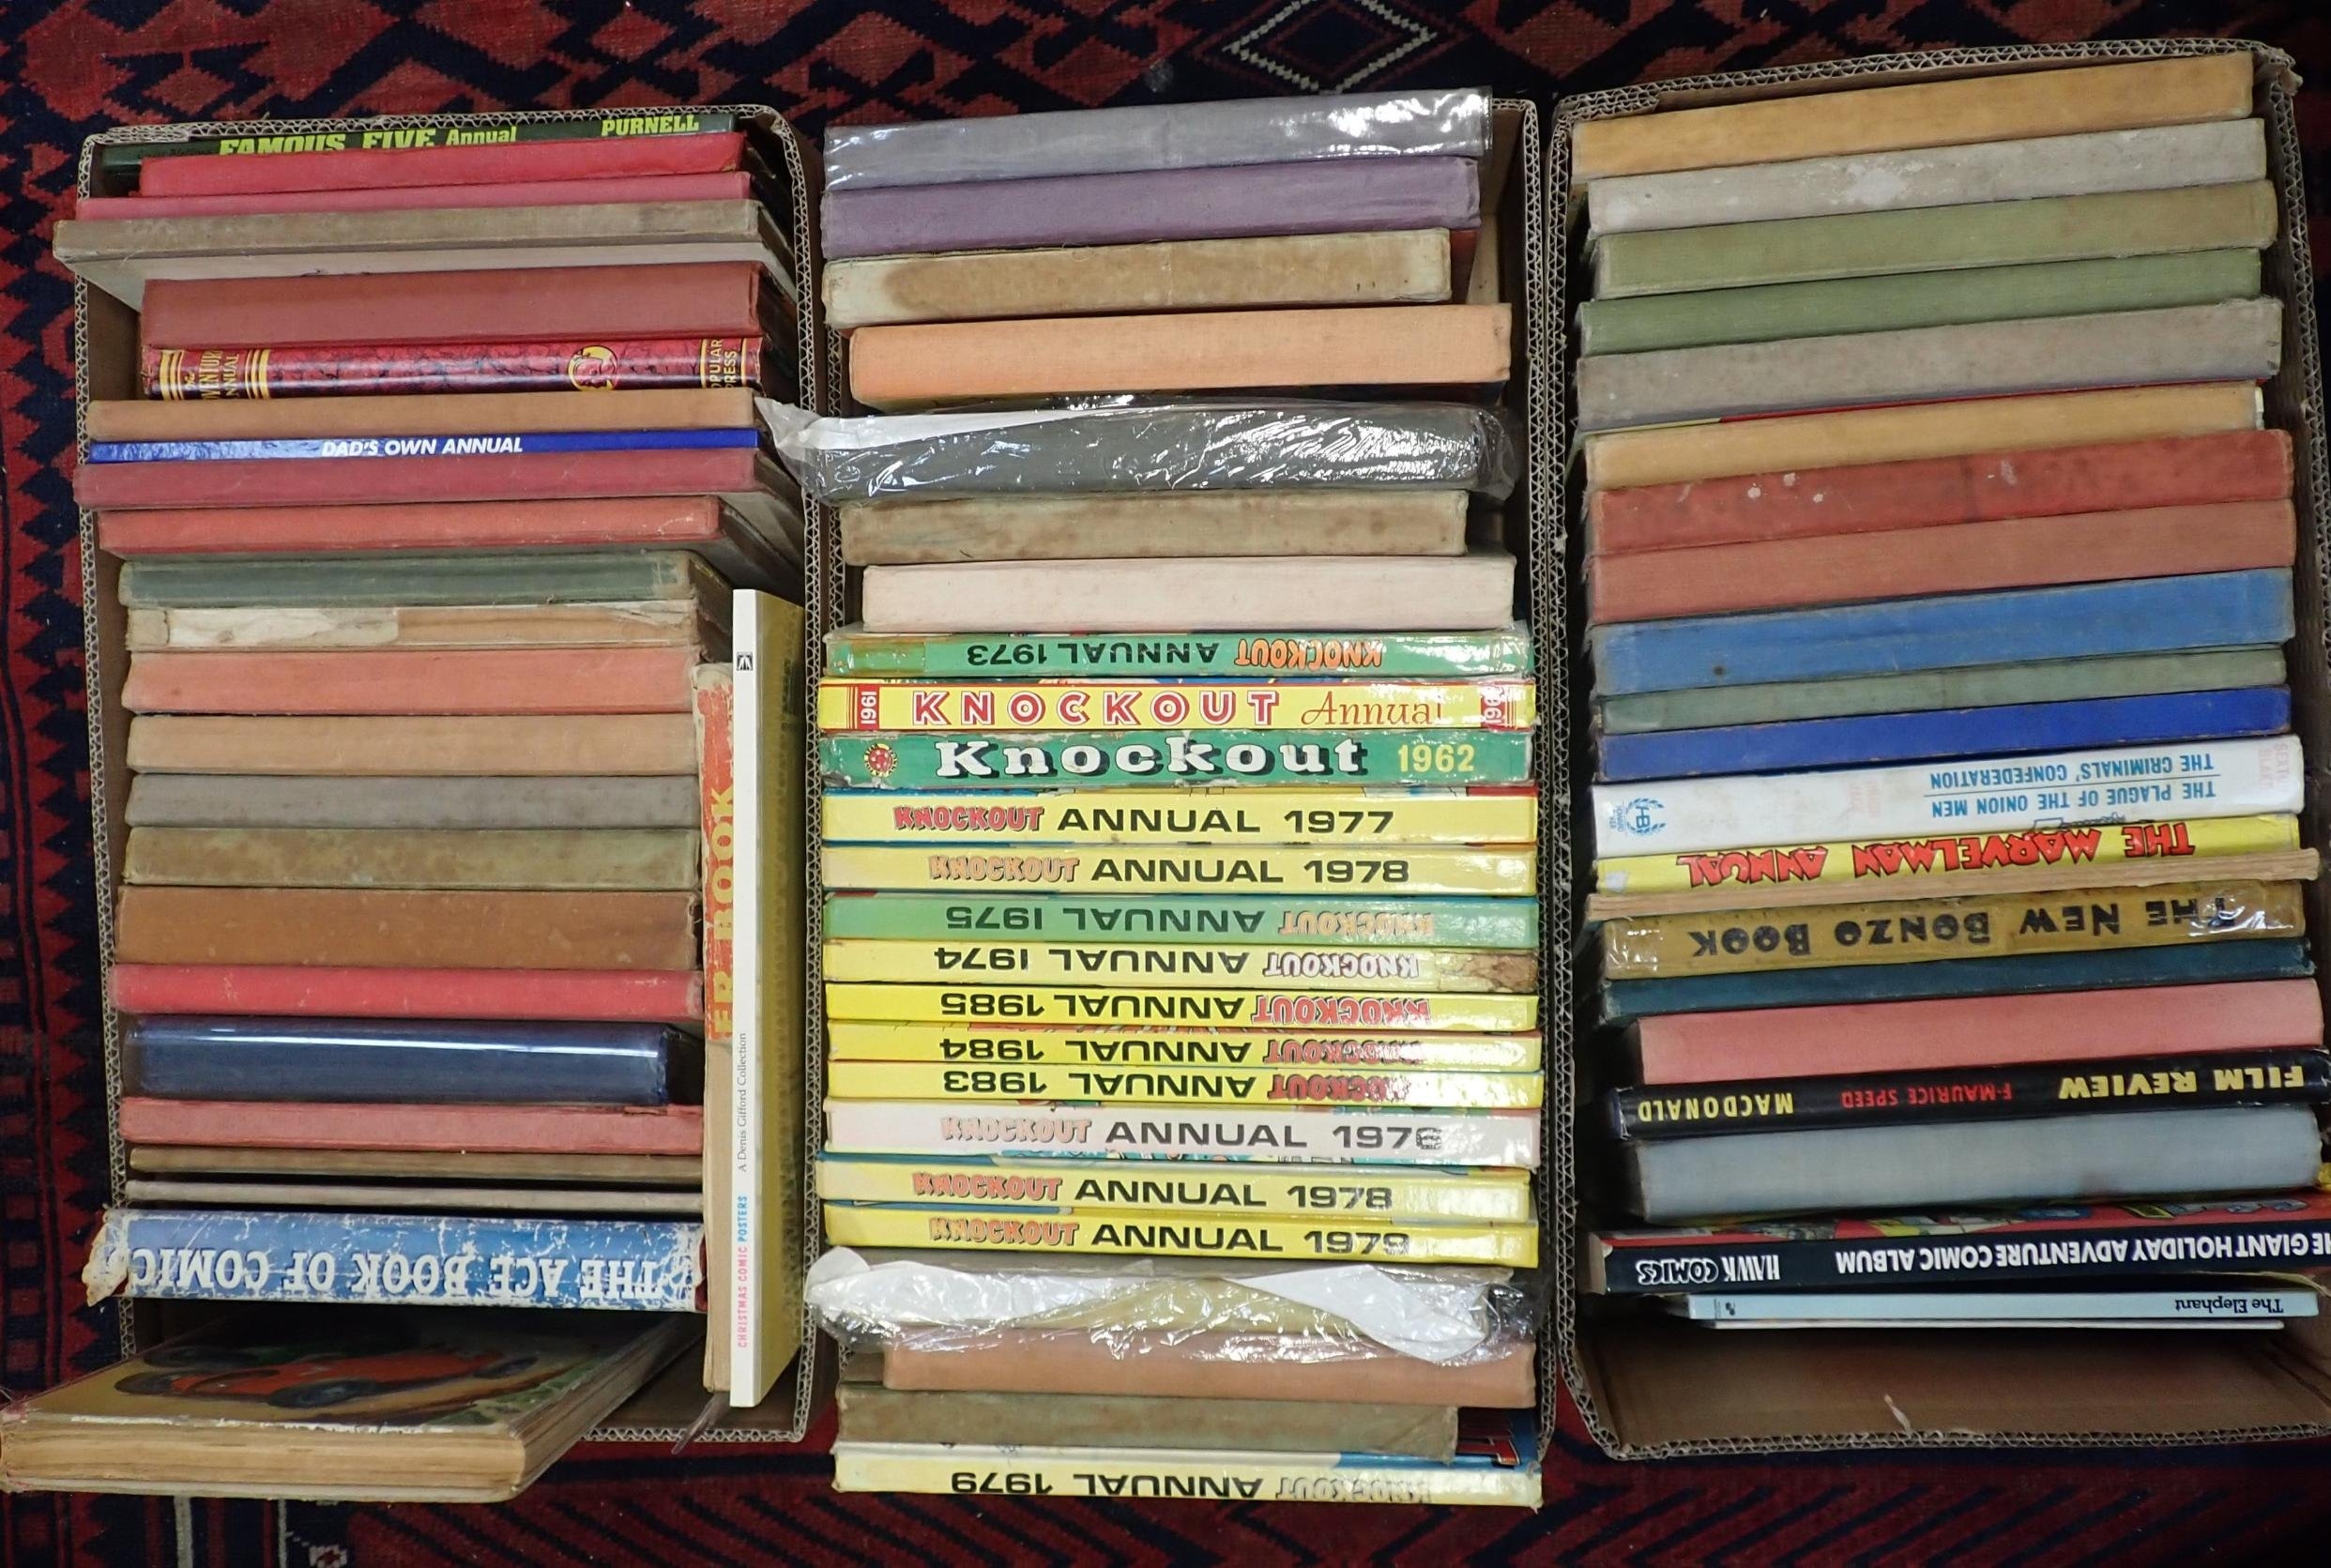 FAMOUS FIVE Annual PURNELL
The
ANNUAL
PRESS
DAD'S OWN ANNUAL
THE ACE BOOK OF COMICS
BOOK
CHRISTMAS COMIC POSTERS A Denis Gifford Collection
KNOCKOUT ANNUAL 1973
1961 KNOCKOUT Annual
Knockout 1962
KNOCKOUT ANNUAL 1977
KNOCKOUT ANNUAL 1978
KNOCKOUT ANNUAL 1975
KNOCKOUT ANNUAL 1974
KNOCKOUT ANNUAL 1985
KNOCKOUT ANNUAL 1984
KNOCKOUT ANNUAL 1983
KNOCKOUT ANNUAL 1976
KNOCKOUT ANNUAL 1978
KNOCKOUT ANNUAL 1979
KNOCKOUT ANNUAL 1979
THE PLAGUE OF THE ONION MEN
THE CRIMINALS' CONFEDERATION
HB
THE MARVELMAN ANNUAL
THE NEW BONZO BOOK
FILM REVIEW F·MAURICE SPEED MACDONALD
GIANT HOLIDAY ADVENTURE COMIC ALBUM HAWK COMICS
The Elephant